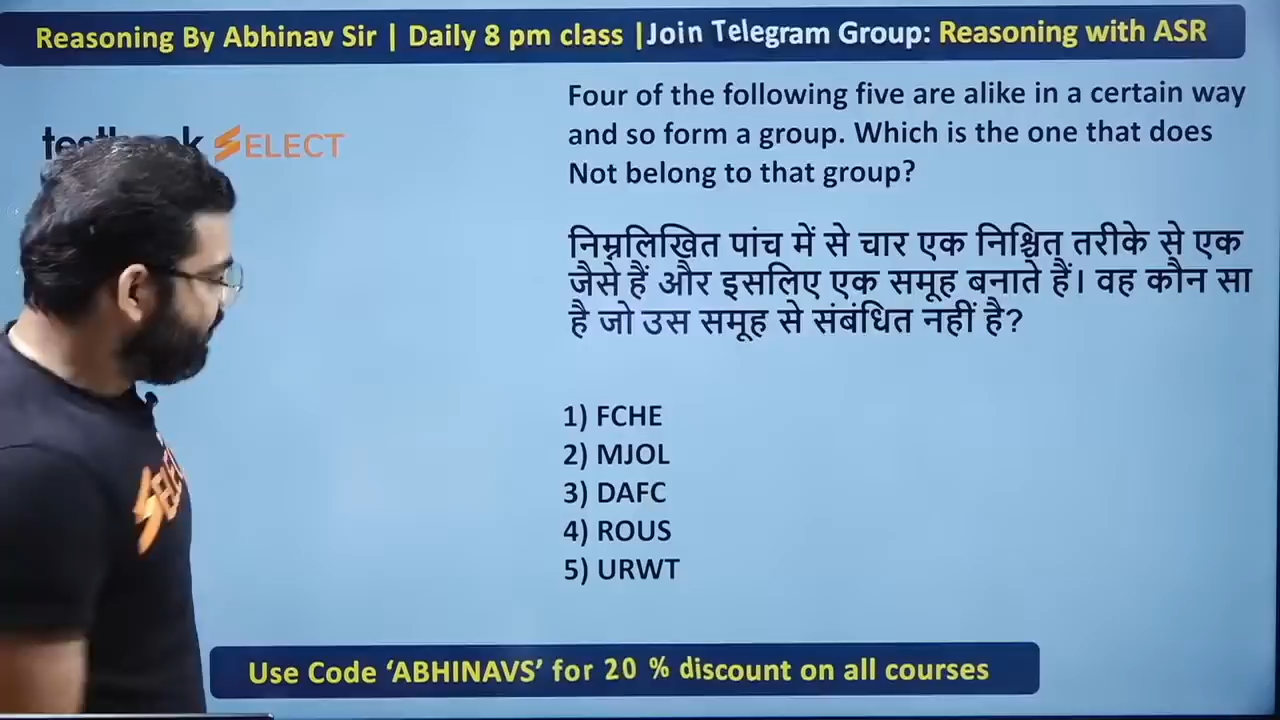 Reasoning By Abhinav Sir | Daily 8 pm class |Join Telegram Group: Reasoning with ASR
Four of the following five are alike in a certain way
and so form a group. Which is the one that does
Not belong to that group?
SELECT
निम्नलिखित पांच में से चार एक निश्चित तरीके से एक
जैसे हैं और इसलिए एक समूह बनाते हैं। वह कौन सा
है जो उस समूह से संबंधित नहीं है?
1) FCHE
2) MJOL
3) DAFC
4) ROUS
5) URWT
Use Code ‘ABHINAVS’ for 20 % discount on all courses